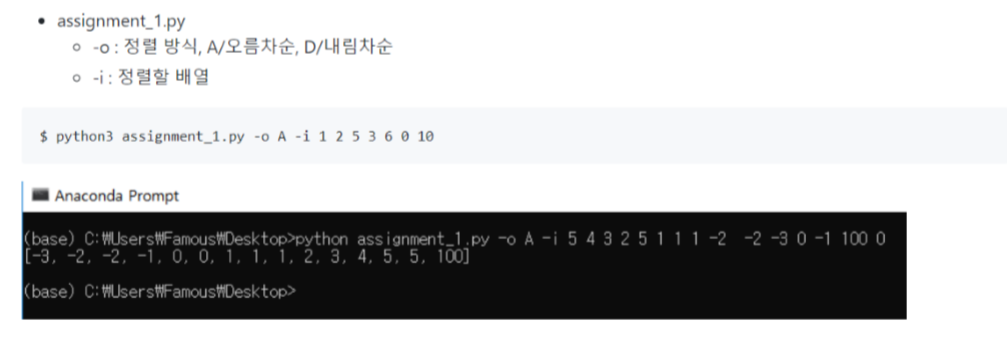 assignment_1.py
-o : 정렬 방식, A/오름차순, D/내림차순
-i : 정렬할 배열
$ python3 assignment_1.py -o A -i 1 2 5 3 6 0 10
Anaconda Prompt
(base) C:₩Users₩Famous₩Desktop>python assignment_1.py -o A -i 5 4 3 2 5 1 1 1 -2  -2 -3 0 -1 100 0
[-3, -2, -2, -1, 0, 0, 1, 1, 1, 2, 3, 4, 5, 5, 100]
(base) C:₩Users₩Famous₩Desktop>